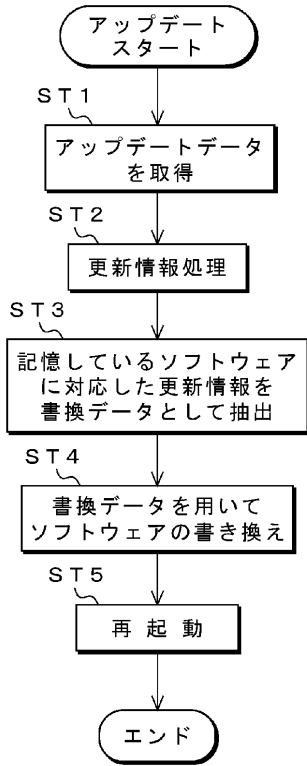 アップデート
スタート
ＳＴ１
アップデートデータ
を取得
ＳＴ２
更新情報処理
ＳＴ３
記憶しているソフトウェア
に対応した更新情報を
書換データとして抽出
ＳＴ４
書換データを用いて
ソフトウェアの書き換え
ＳＴ５
再起動
エンド